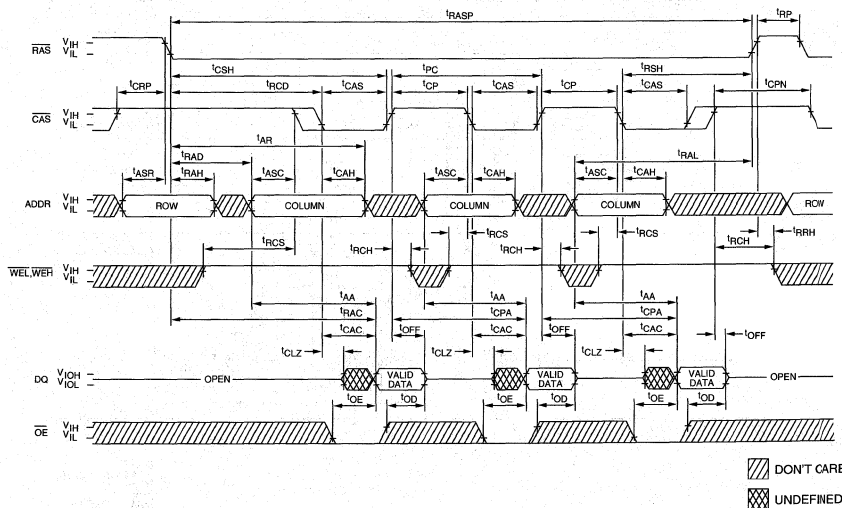 tRASP tRP
RAS VIH VIL
tCSH tPC tRSH
tCRP tRCD tCAS tCP tCAS tCP tCAS tCPN
CAS VIH VIL
tAR
tRAD tRAL
tASR tRAH tASC tCAH tASC tCAH tASC tCAH
ADDR VIH VIL ROW COLUMN COLUMN COLUMN ROW
tRCS tRCH tRCS tRCH tRCS tRCH tRRH
WEL,WEH VIH VIL
tAA tAA tAA
tRAC tCPA tCPA
tCAC tOFF tCAC tOFF tCAC tOFF
tCLZ tCLZ tCLZ
DQ VIOH VIOL OPEN VALID DATA VALID DATA VALID DATA OPEN
tOE tOD tOE tOD tOE tOD
OE VIH VIL
DON'T CARE
UNDEFINED